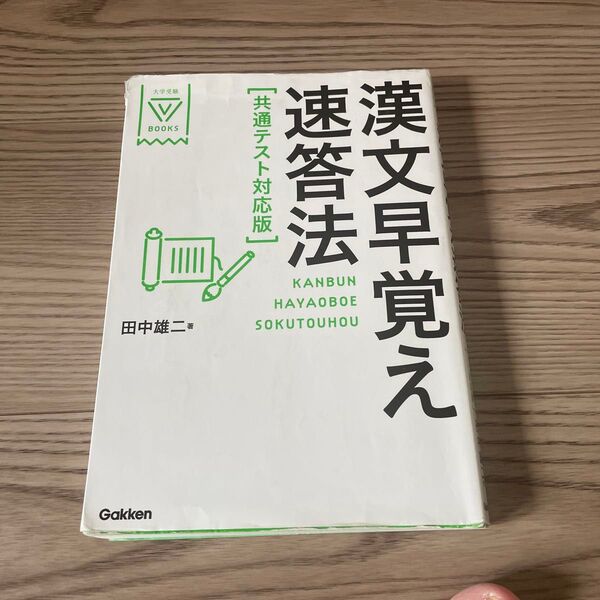 漢文早覚え
速答法
[共通テスト対応版]
KANBUN
HAYAOBOE
SOKUTOUHOU
大学受験
V
BOOKS
田中雄二著
Gakken